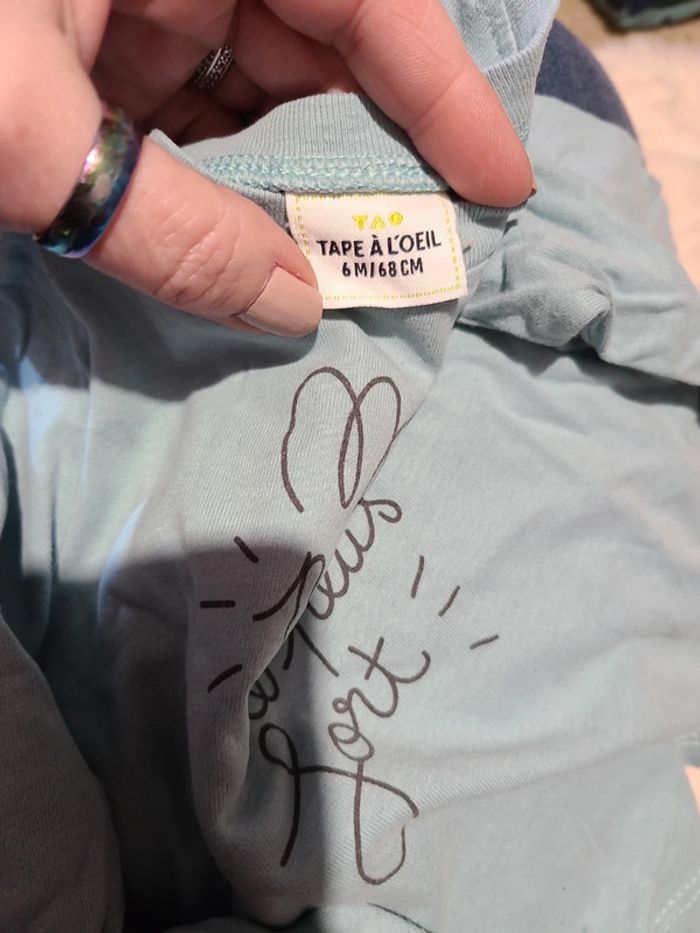 TAO
TAPE À L'OEIL
6M/68CM
plus
fort